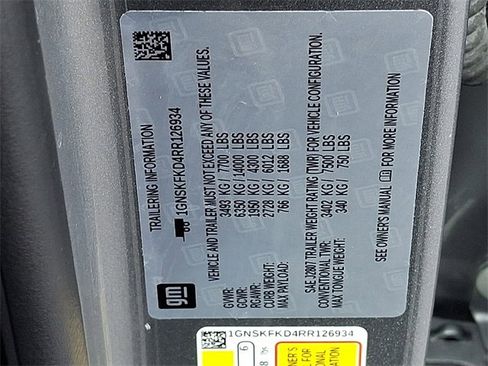 TRAILERING INFORMATION
1GNSKFKD4RR126934
VEHICLE AND TRAILER MUST NOT EXCEED ANY OF THESE VALUES.
GVWR: 3493 KG / 7700 LBS
GCWR: 6350 KG / 14000 LBS
RGAWR: 1950 KG / 4300 LBS
CURB WEIGHT: 2728 KG / 6012 LBS
MAX PAYLOAD: 766 KG / 1688 LBS
SAE J2807 TRAILER WEIGHT RATING (TWR) FOR VEHICLE CONFIGURATION.
CONVENTIONAL TWR: 3402 KG / 7500 LBS
MAX TONGUE WEIGHT: 340 KG / 750 LBS
SEE OWNER'S MANUAL FOR MORE INFORMATION
gm
1GNSKFKD4RR126934